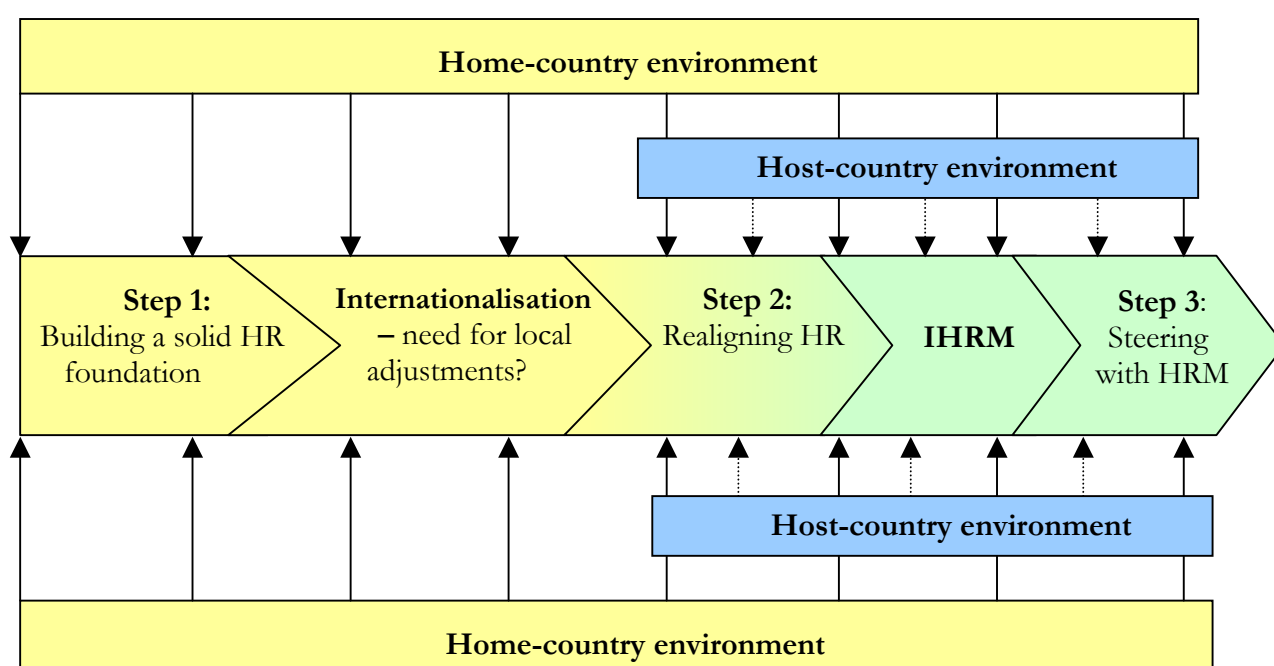 Home-country environment
Host-country environment
Step 1:
Building a solid HR
foundation
Internationalisation
– need for local
adjustments?
Step 2:
Realigning HR
IHRM
Step 3:
Steering
with HRM
Host-country environment
Home-country environment